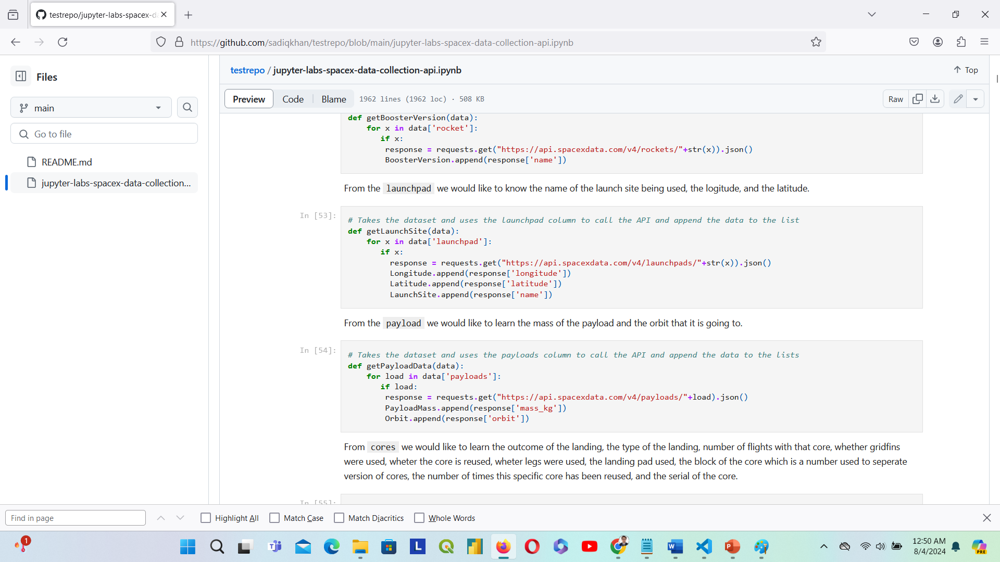 testrepo/jupyter-labs-spacex-da
https://github.com/sadiqkhan/testrepo/blob/main/jupyter-labs-spacex-data-collection-api.ipynb
Files
main
Go to file
README.md
jupyter-labs-spacex-data-collection...
testrepo / jupyter-labs-spacex-data-collection-api.ipynb
Top
Preview Code Blame 1962 lines (1962 loc) · 508 KB
Raw
def getBoosterVersion(data):
    for x in data['rocket']:
       if x:
        response = requests.get("https://api.spacexdata.com/v4/rockets/"+str(x)).json()
        BoosterVersion.append(response['name'])
From the launchpad we would like to know the name of the launch site being used, the logitude, and the latitude.
In [53]:
# Takes the dataset and uses the launchpad column to call the API and append the data to the list
def getLaunchSite(data):
    for x in data['launchpad']:
       if x:
         response = requests.get("https://api.spacexdata.com/v4/launchpads/"+str(x)).json()
         Longitude.append(response['longitude'])
         Latitude.append(response['latitude'])
         LaunchSite.append(response['name'])
From the payload we would like to learn the mass of the payload and the orbit that it is going to.
In [54]:
# Takes the dataset and uses the payloads column to call the API and append the data to the lists
def getPayloadData(data):
    for load in data['payloads']:
       if load:
        response = requests.get("https://api.spacexdata.com/v4/payloads/"+load).json()
        PayloadMass.append(response['mass_kg'])
        Orbit.append(response['orbit'])
From cores we would like to learn the outcome of the landing, the type of the landing, number of flights with that core, whether gridfins
were used, wheter the core is reused, wheter legs were used, the landing pad used, the block of the core which is a number used to seperate
version of cores, the number of times this specific core has been reused, and the serial of the core.
In [55]:
Find in page
Highlight All Match Case Match Diacritics Whole Words
1
L
P
PRE
12:50 AM
8/4/2024